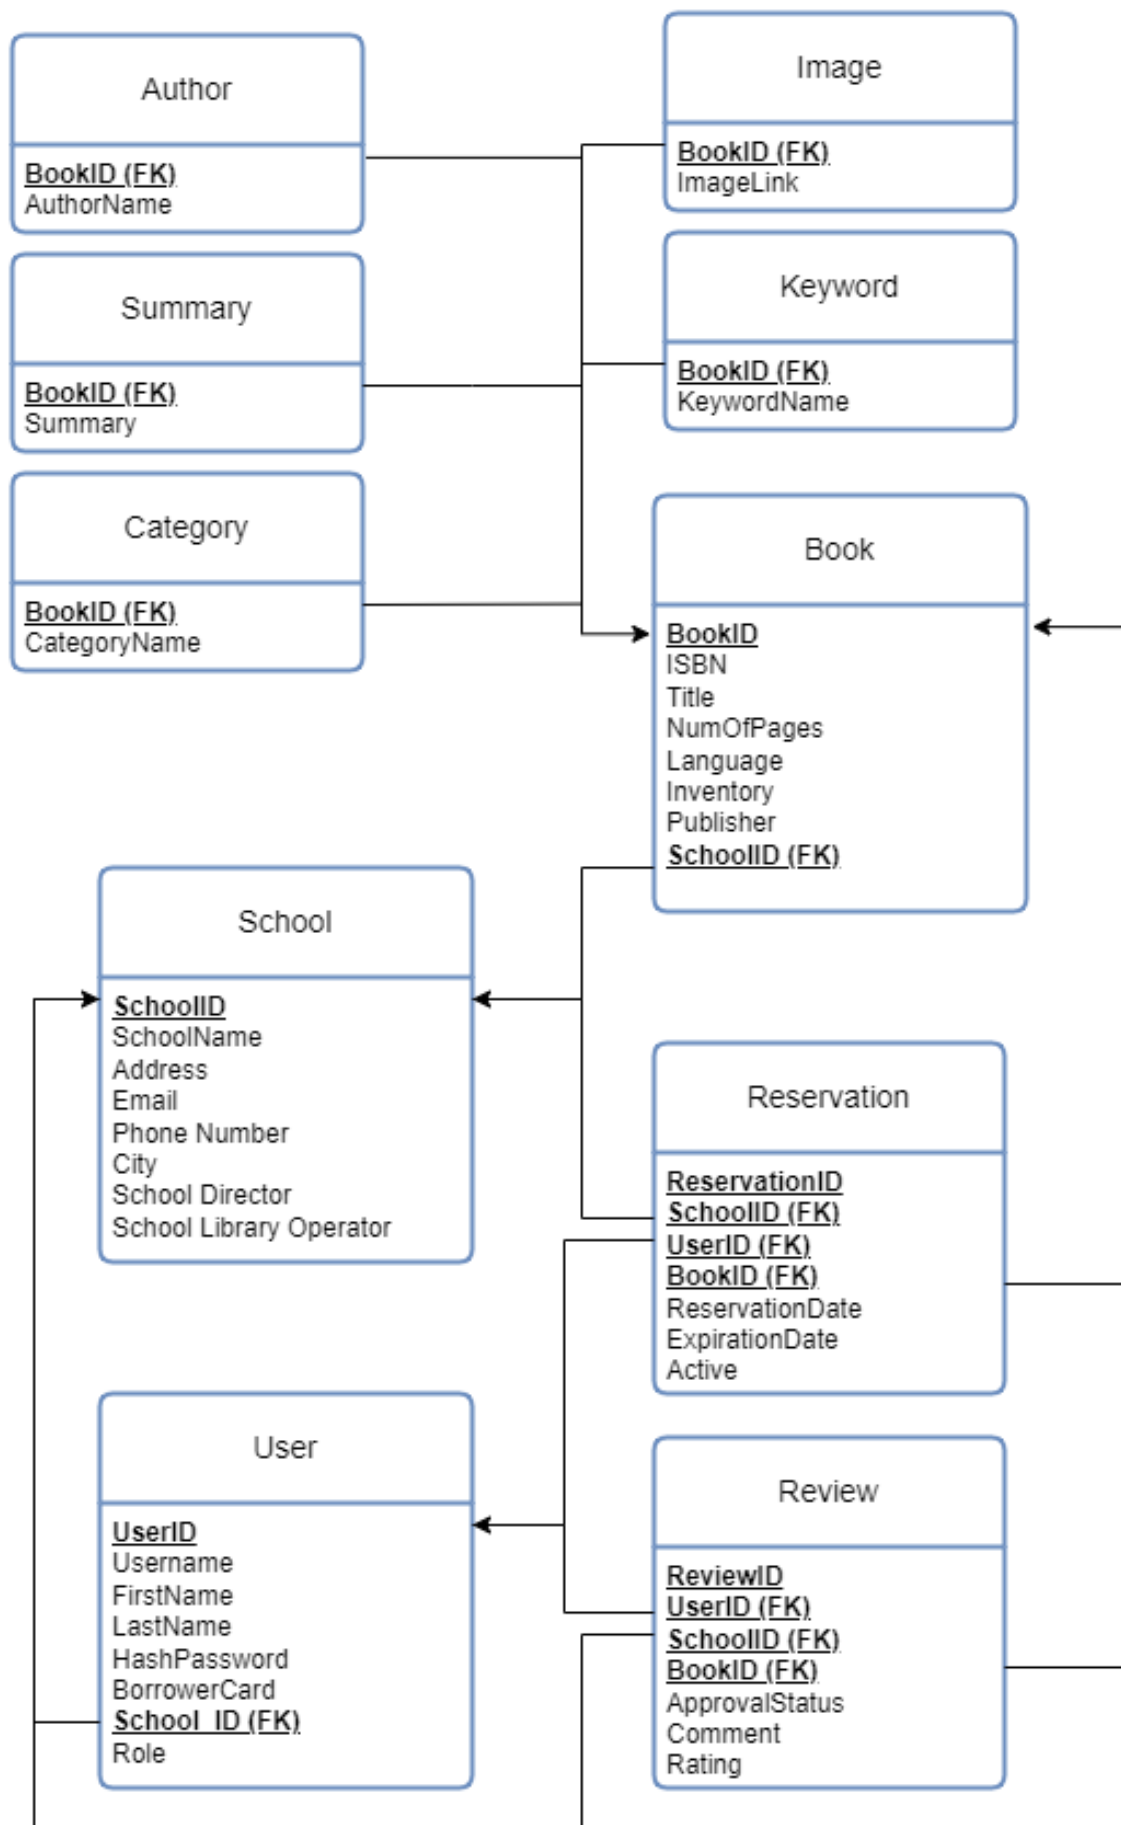 Author
BookID (FK)
AuthorName
Image
BookID (FK)
ImageLink
Summary
BookID (FK)
Summary
Keyword
BookID (FK)
KeywordName
Category
BookID (FK)
CategoryName
Book
BookID
ISBN
Title
NumOfPages
Language
Inventory
Publisher
SchoolID (FK)
School
SchoolID
SchoolName
Address
Email
Phone Number
City
School Director
School Library Operator
Reservation
ReservationID
SchoolID (FK)
UserID (FK)
BookID (FK)
ReservationDate
ExpirationDate
Active
User
UserID
Username
FirstName
LastName
HashPassword
BorrowerCard
School_ID (FK)
Role
Review
ReviewID
UserID (FK)
SchoolID (FK)
BookID (FK)
ApprovalStatus
Comment
Rating